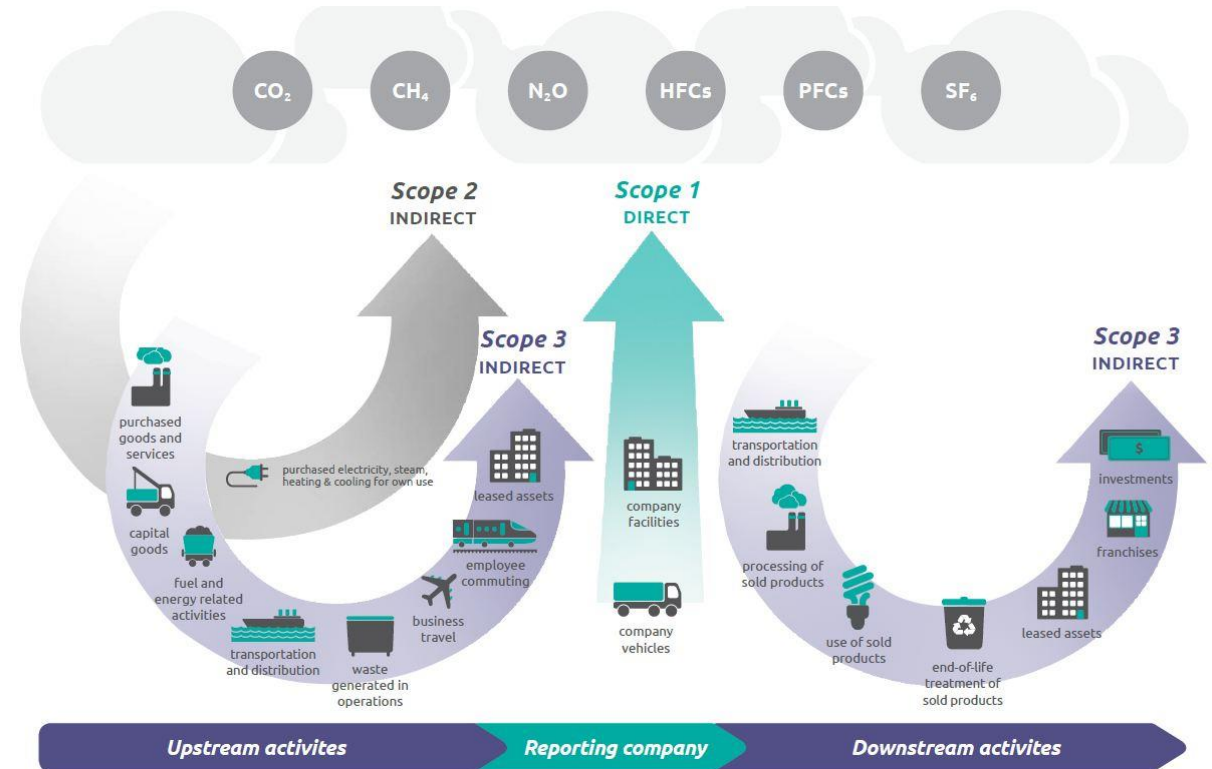 CO₂
CH₄
N₂O
HFCs
PFCs
SF₆
Scope 2
INDIRECT
Scope 1
DIRECT
Scope 3
INDIRECT
Scope 3
INDIRECT
purchased
goods and
services
capital
goods
fuel and
energy related
activities
transportation
and distribution
waste
generated in
operations
business
travel
employee
commuting
leased assets
purchased electricity, steam,
heating & cooling for own use
company
facilities
company
vehicles
transportation
and distribution
processing of
sold products
use of sold
products
end-of-life
treatment of
sold products
leased assets
franchises
$
investments
Upstream activites
Reporting company
Downstream activites